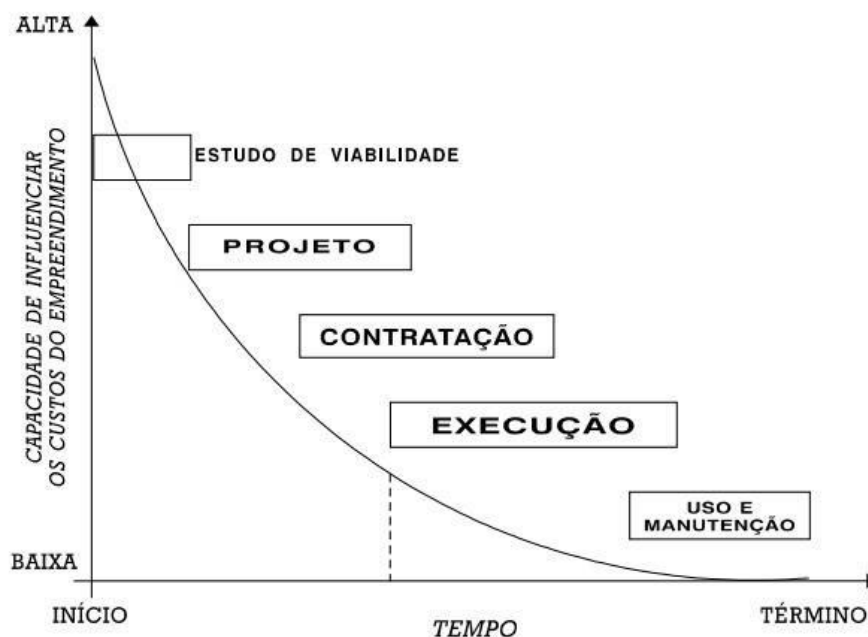 ALTA
CAPACIDADE DE INFLUENCIAR
OS CUSTOS DO EMPREENDIMENTO
ESTUDO DE VIABILIDADE
PROJETO
CONTRATAÇÃO
EXECUÇÃO
USO E
MANUTENÇÃO
BAIXA
INÍCIO
TEMPO
TÉRMINO